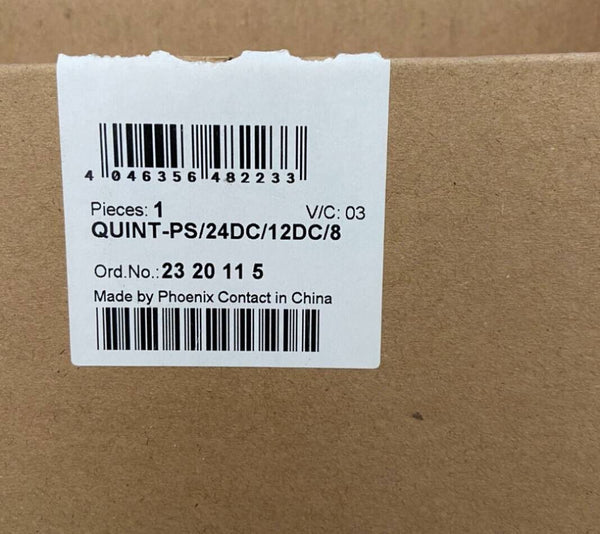 4 046356 482233
Pieces: 1 V/C: 03
QUINT-PS/24DC/12DC/8
Ord.No.: 23 20 11 5
Made by Phoenix Contact in China